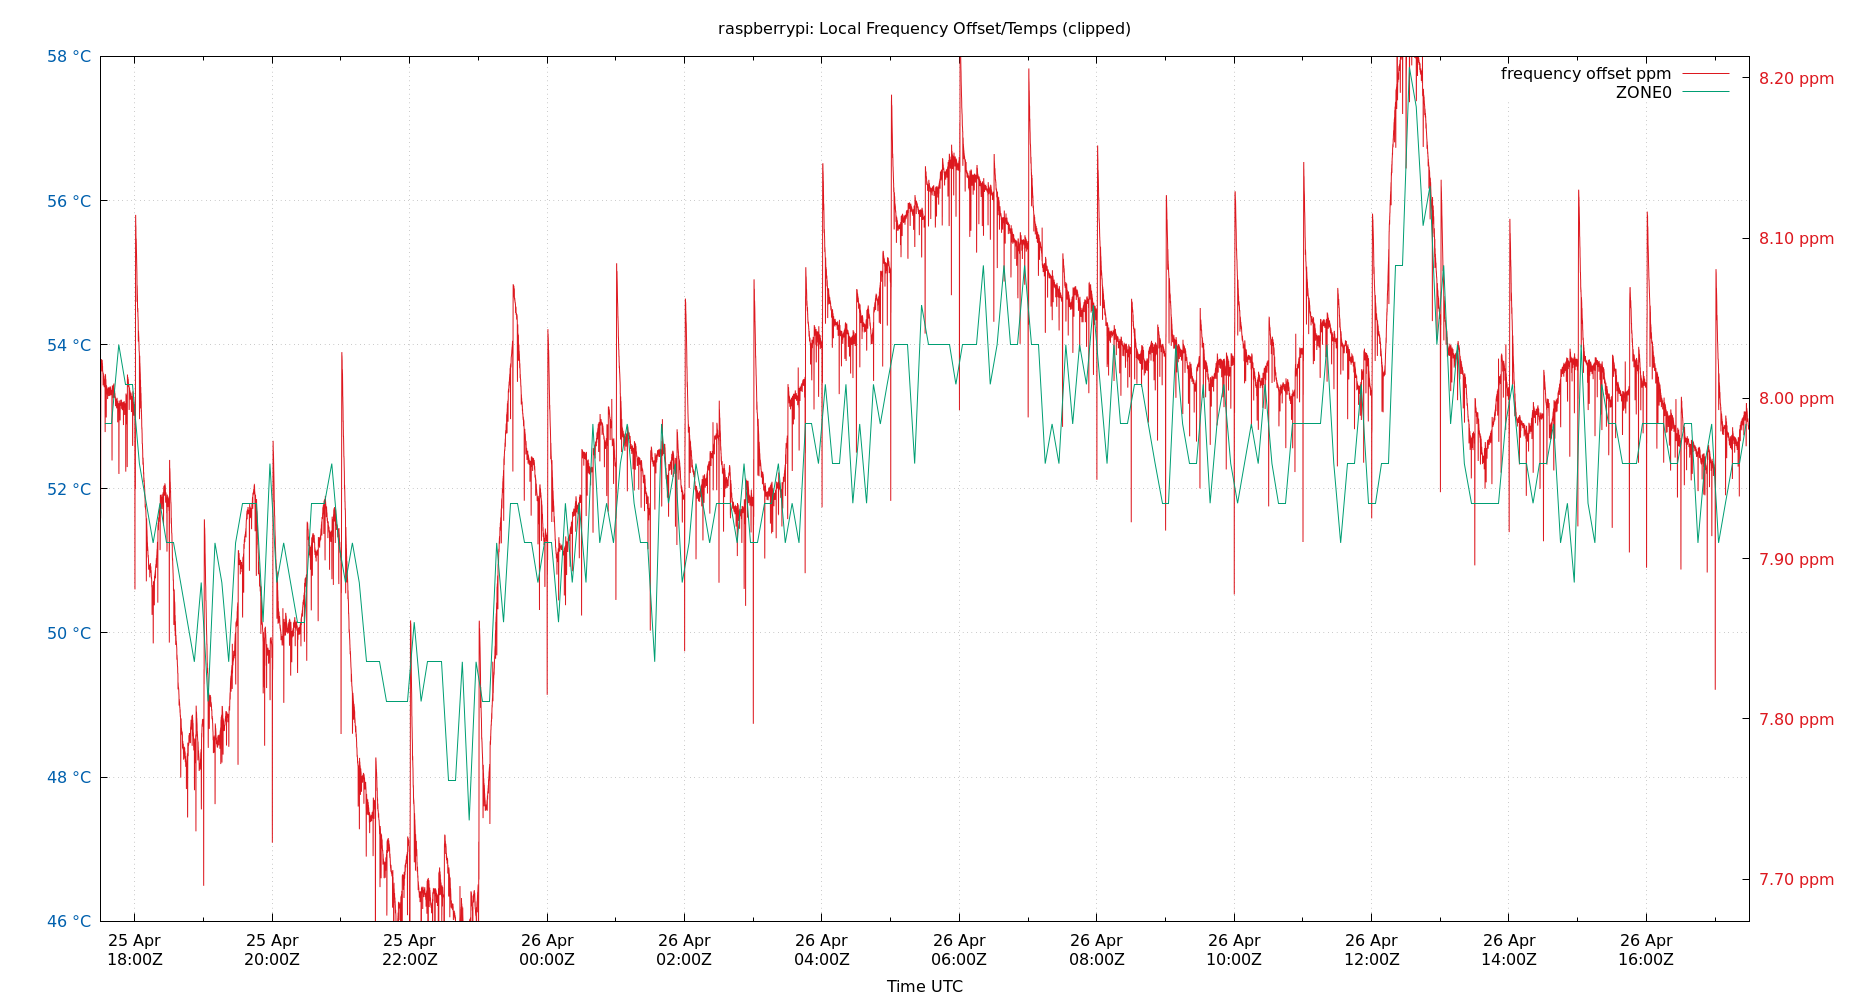 raspberrypi: Local Frequency Offset/Temps (clipped)
frequency offset ppm
ZONE0
58 °C
56 °C
54 °C
52 °C
50 °C
48 °C
46 °C
8.20 ppm
8.10 ppm
8.00 ppm
7.90 ppm
7.80 ppm
7.70 ppm
25 Apr 25 Apr 25 Apr 26 Apr 26 Apr 26 Apr 26 Apr 26 Apr 26 Apr 26 Apr 26 Apr 26 Apr
18:00Z 20:00Z 22:00Z 00:00Z 02:00Z 04:00Z 06:00Z 08:00Z 10:00Z 12:00Z 14:00Z 16:00Z
Time UTC